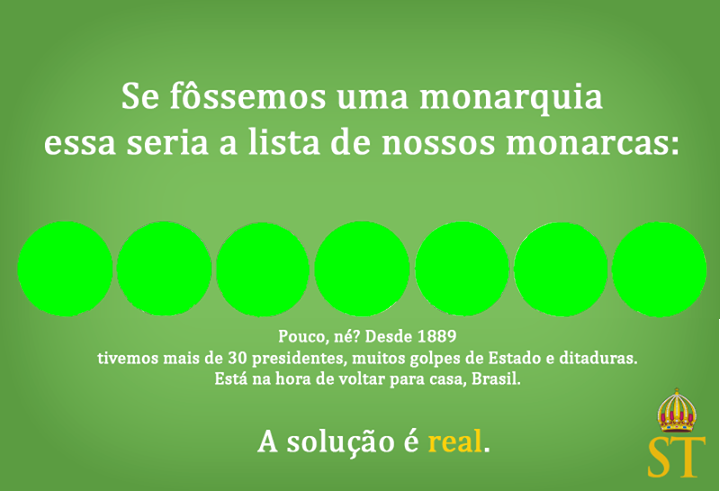 Se fôssemos uma monarquia
essa seria a lista de nossos monarcas:
Pouco, né? Desde 1889
tivemos mais de 30 presidentes, muitos golpes de Estado e ditaduras.
Está na hora de voltar para casa, Brasil.
A solução é real.
ST